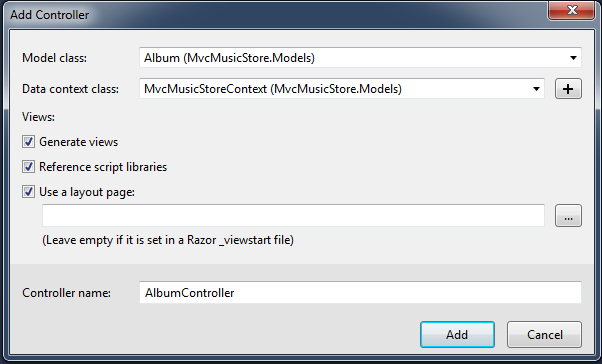 Add Controller
Model class: Album (MvcMusicStore.Models)
Data context class: MvcMusicStoreContext (MvcMusicStore.Models) +
Views:
Generate views
Reference script libraries
Use a layout page:
...
(Leave empty if it is set in a Razor _viewstart file)
Controller name: AlbumController
Add Cancel